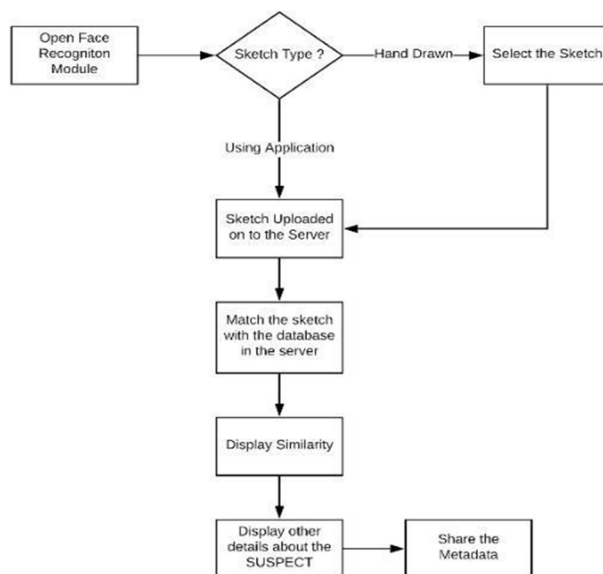 Open Face
Recogniton
Module
Sketch Type ?
Hand Drawn
Select the Sketch
Using Application
Sketch Uploaded
on to the Server
Match the sketch
with the database
in the server
Display Similarity
Display other
details about the
SUSPECT
Share the
Metadata